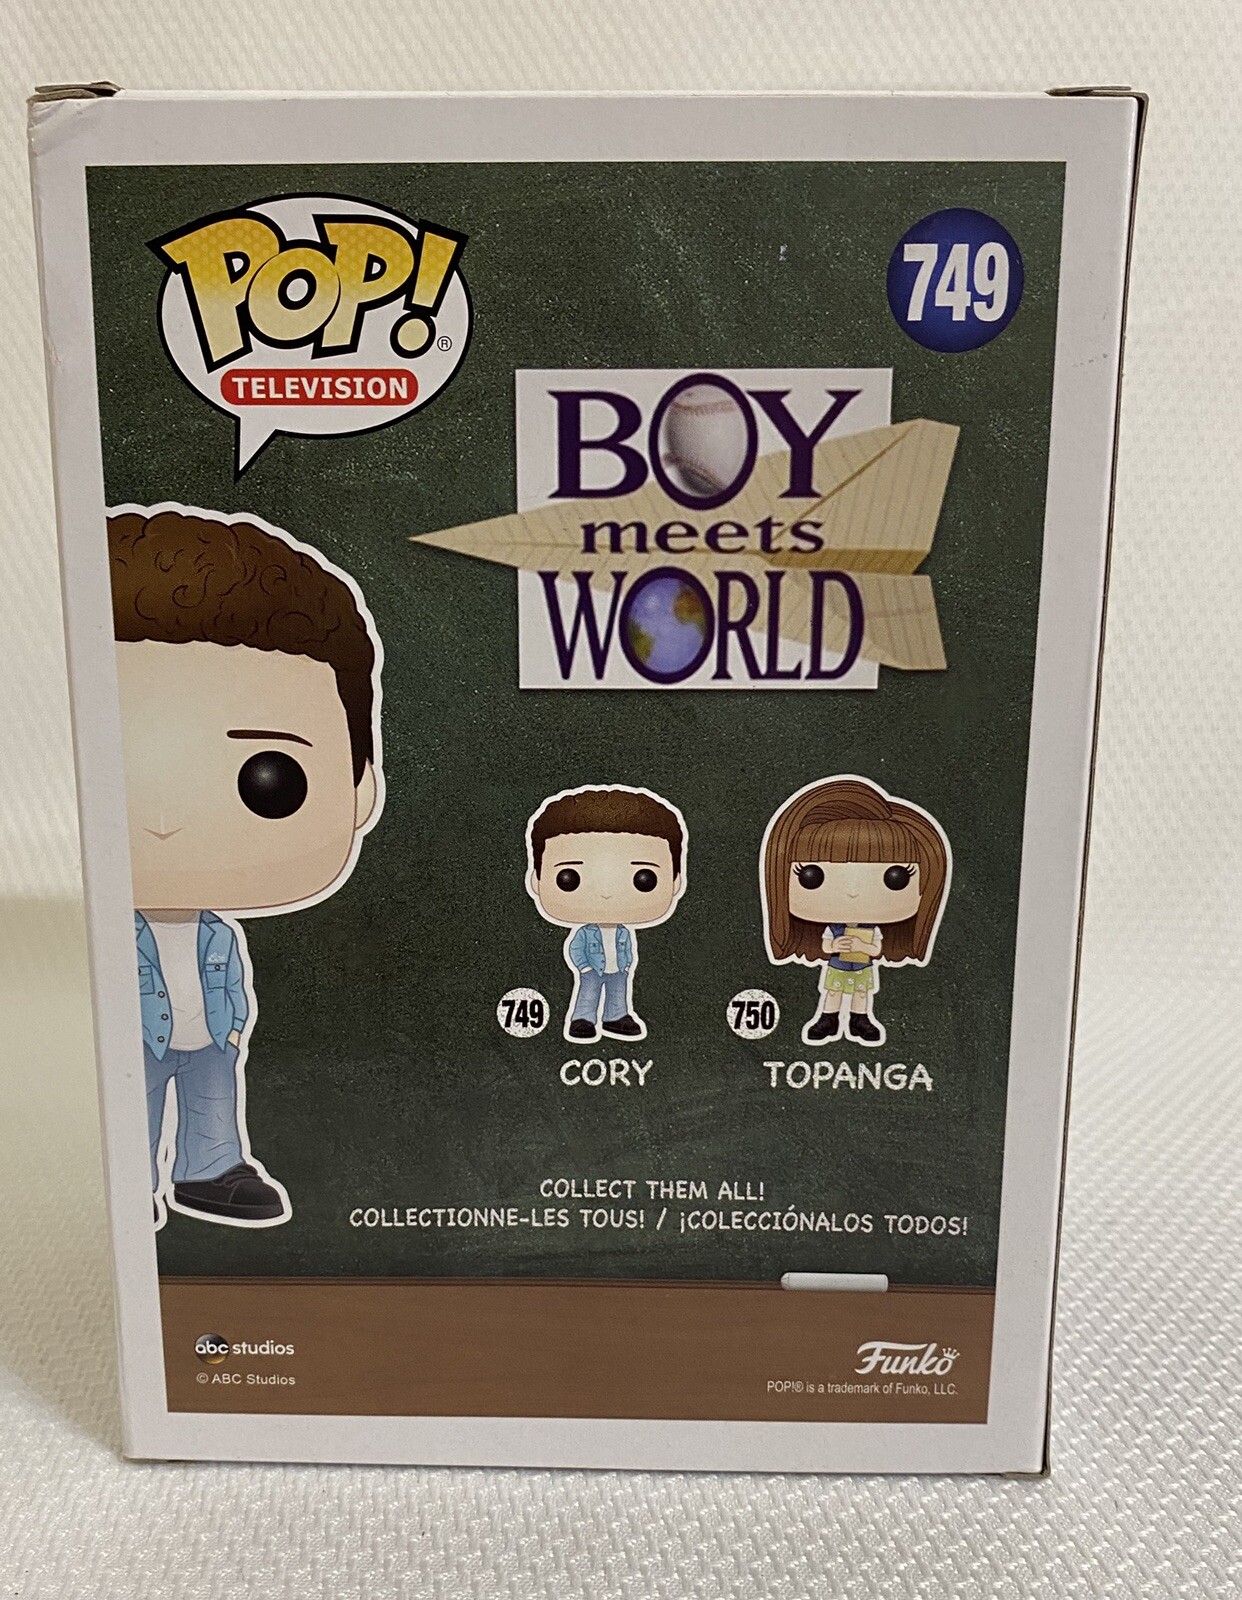 POP!®
TELEVISION
749
BOY
meets
WORLD
749
CORY
750
TOPANGA
COLLECT THEM ALL!
COLLECTIONNE-LES TOUS! / ¡COLECCIÓNALOS TODOS!
abc studios
© ABC Studios
Funko
POP!® is a trademark of Funko, LLC.